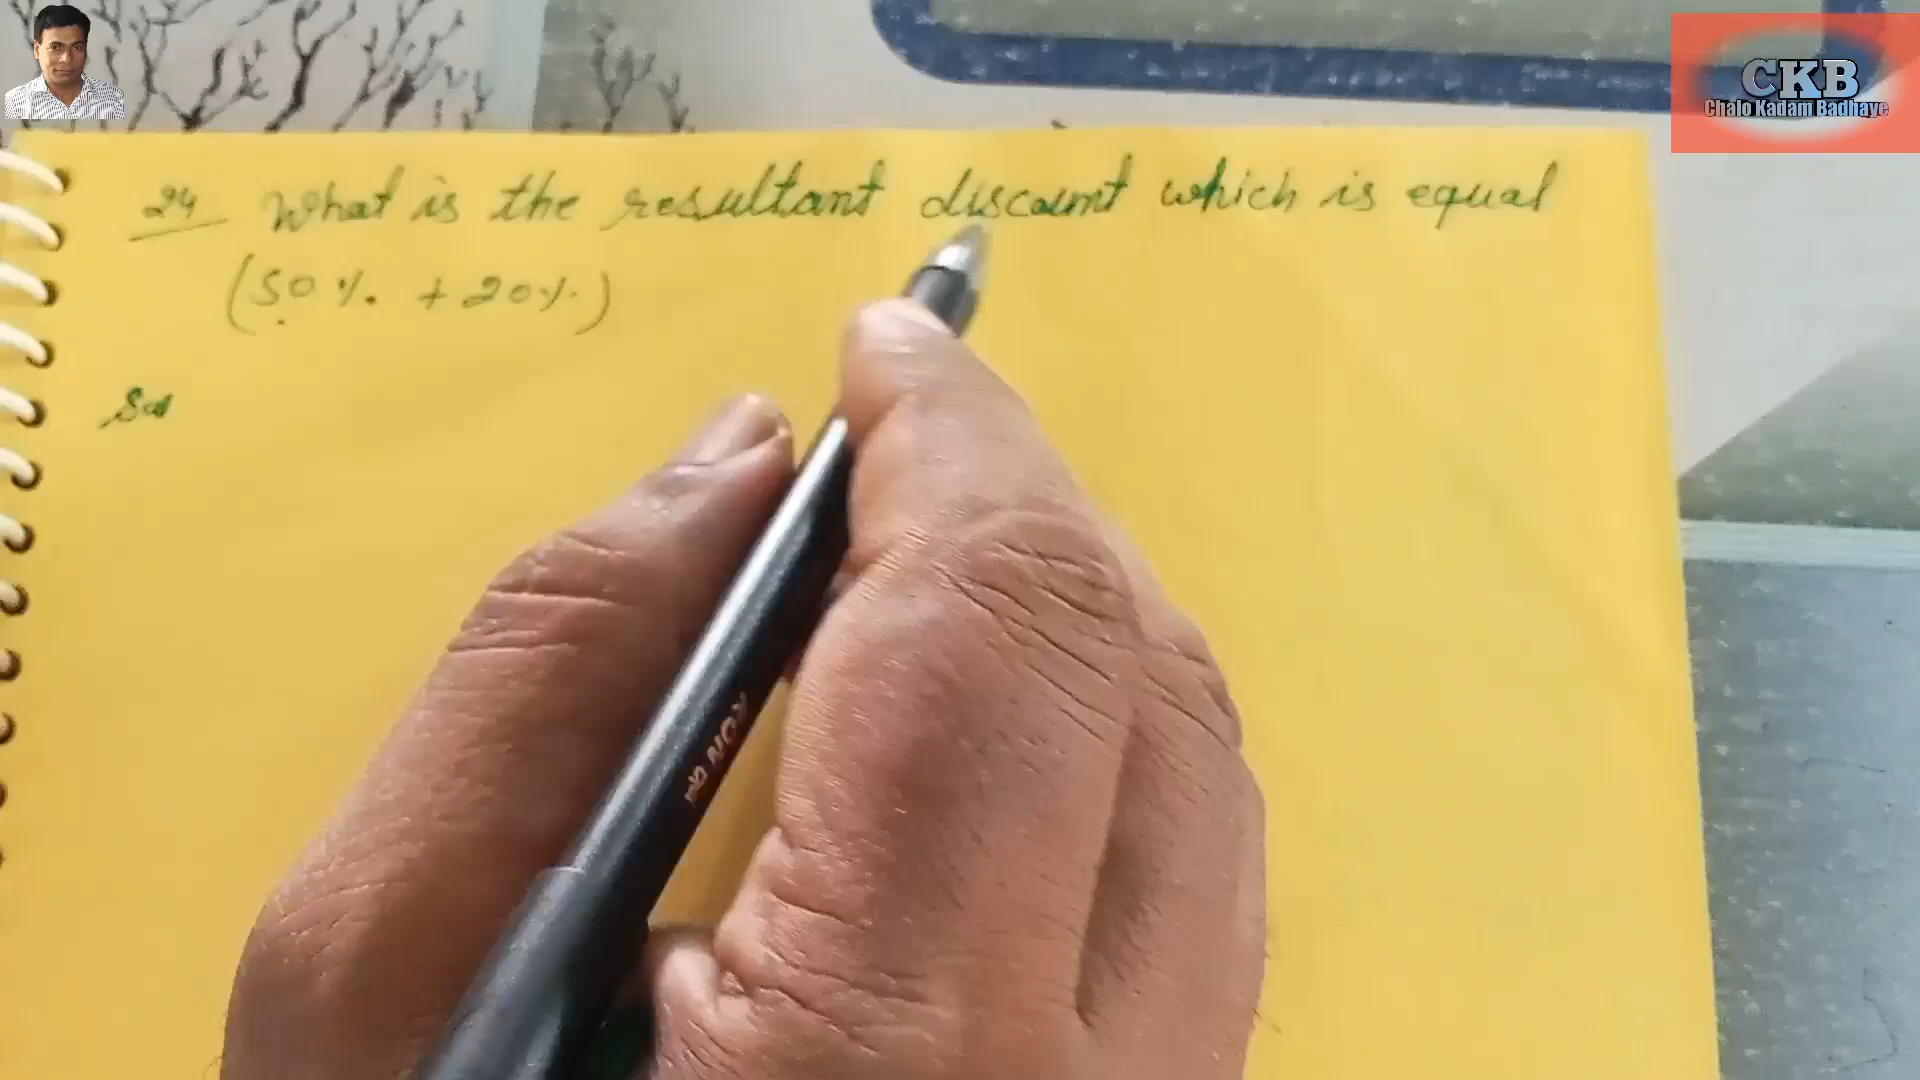 CKB
Chalo Kadam Badhaye
24 What is the resultant discount which is equal
(50% + 20%)
Sol